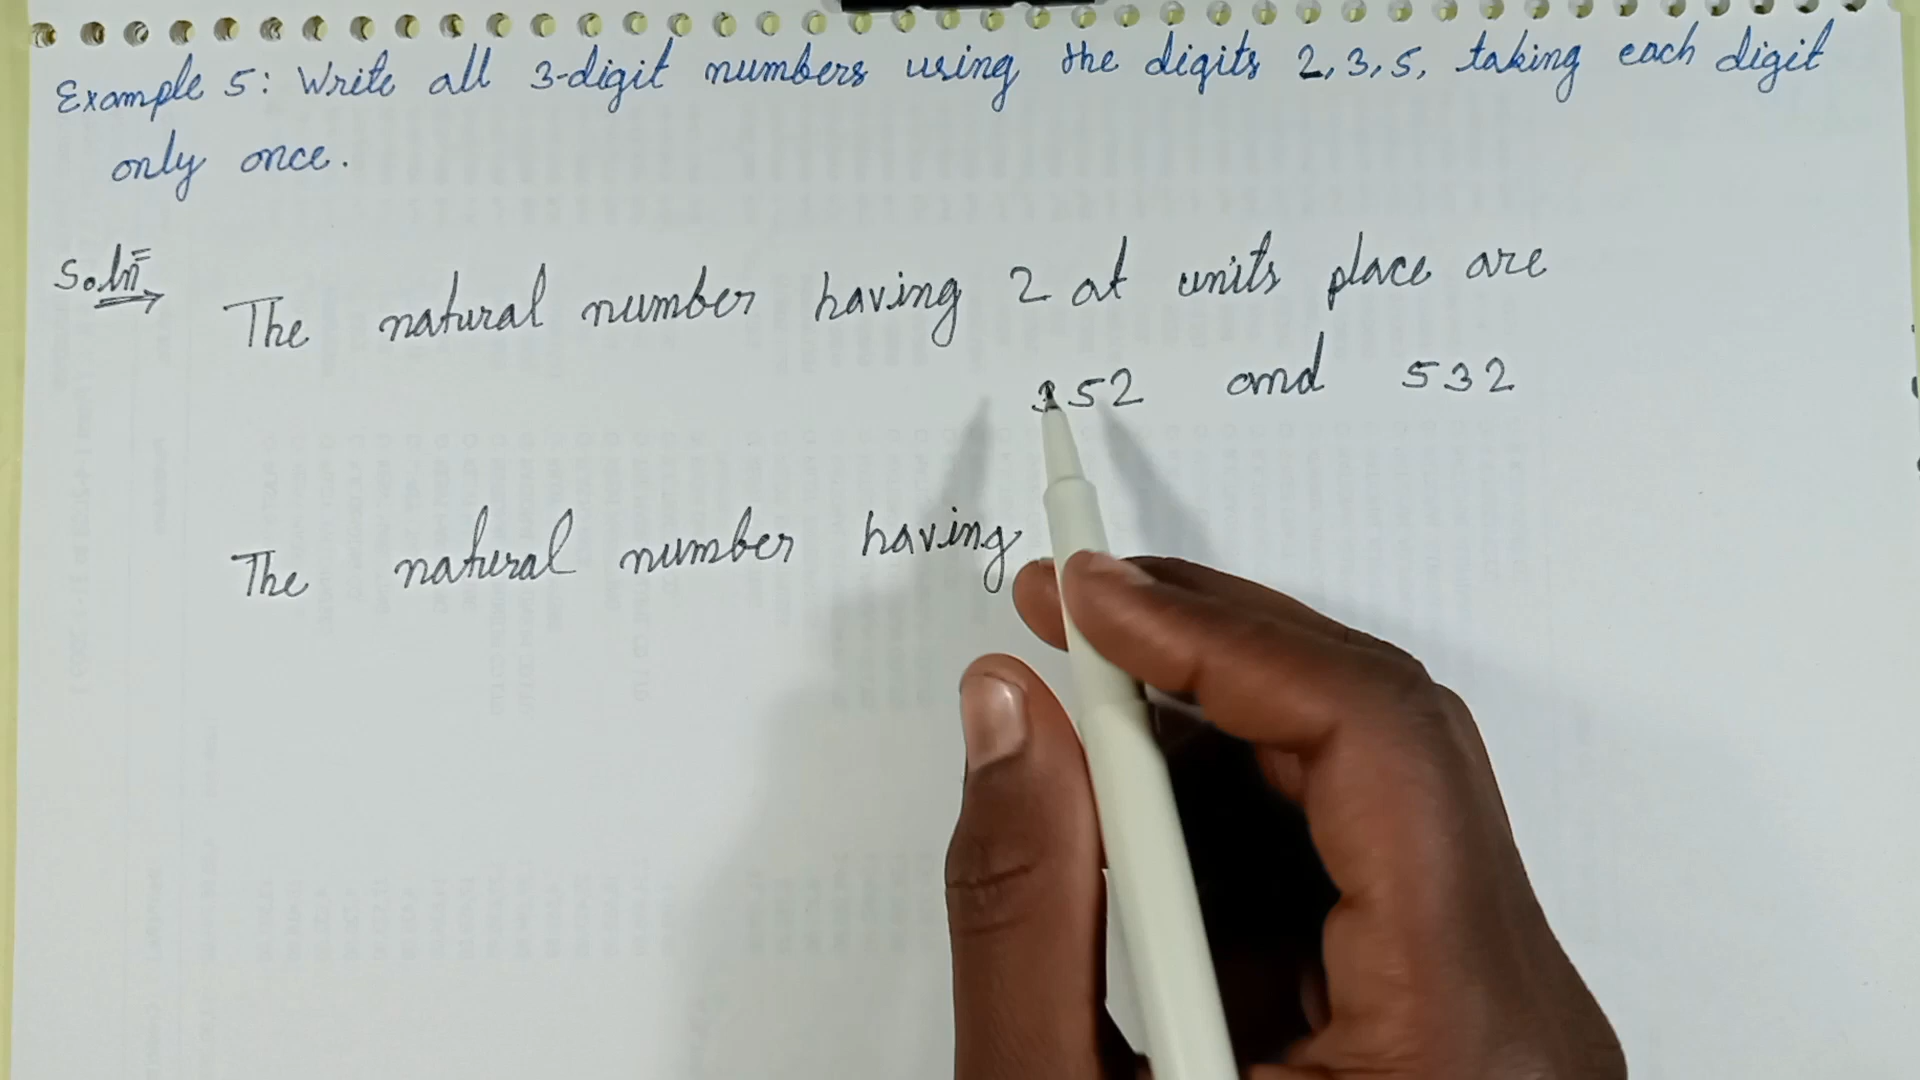 Example 5: Write all 3-digit numbers using the digits 2, 3, 5, taking each digit
only once.
Soln
The natural number having 2 at units place are
352 and 532
The natural number having